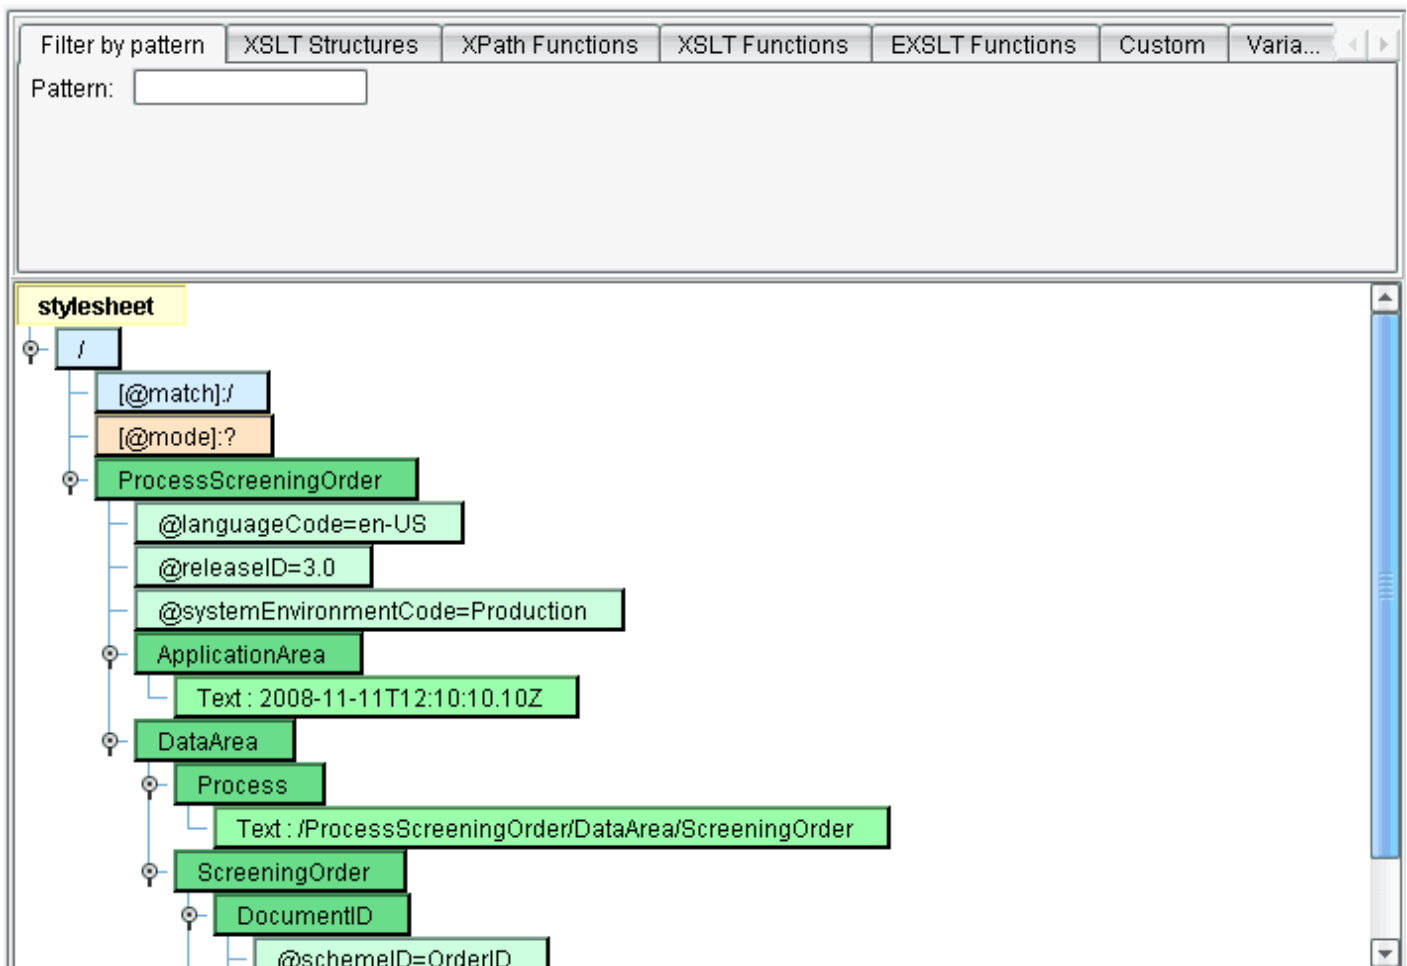 Filter by pattern XSLT Structures XPath Functions XSLT Functions EXSLT Functions Custom Varia...
Pattern:
stylesheet
/
[@match]:/
[@mode]:?
ProcessScreeningOrder
@languageCode=en-US
@releaseID=3.0
@systemEnvironmentCode=Production
ApplicationArea
Text : 2008-11-11T12:10:10.10Z
DataArea
Process
Text : /ProcessScreeningOrder/DataArea/ScreeningOrder
ScreeningOrder
DocumentID
@schemeID=OrderID